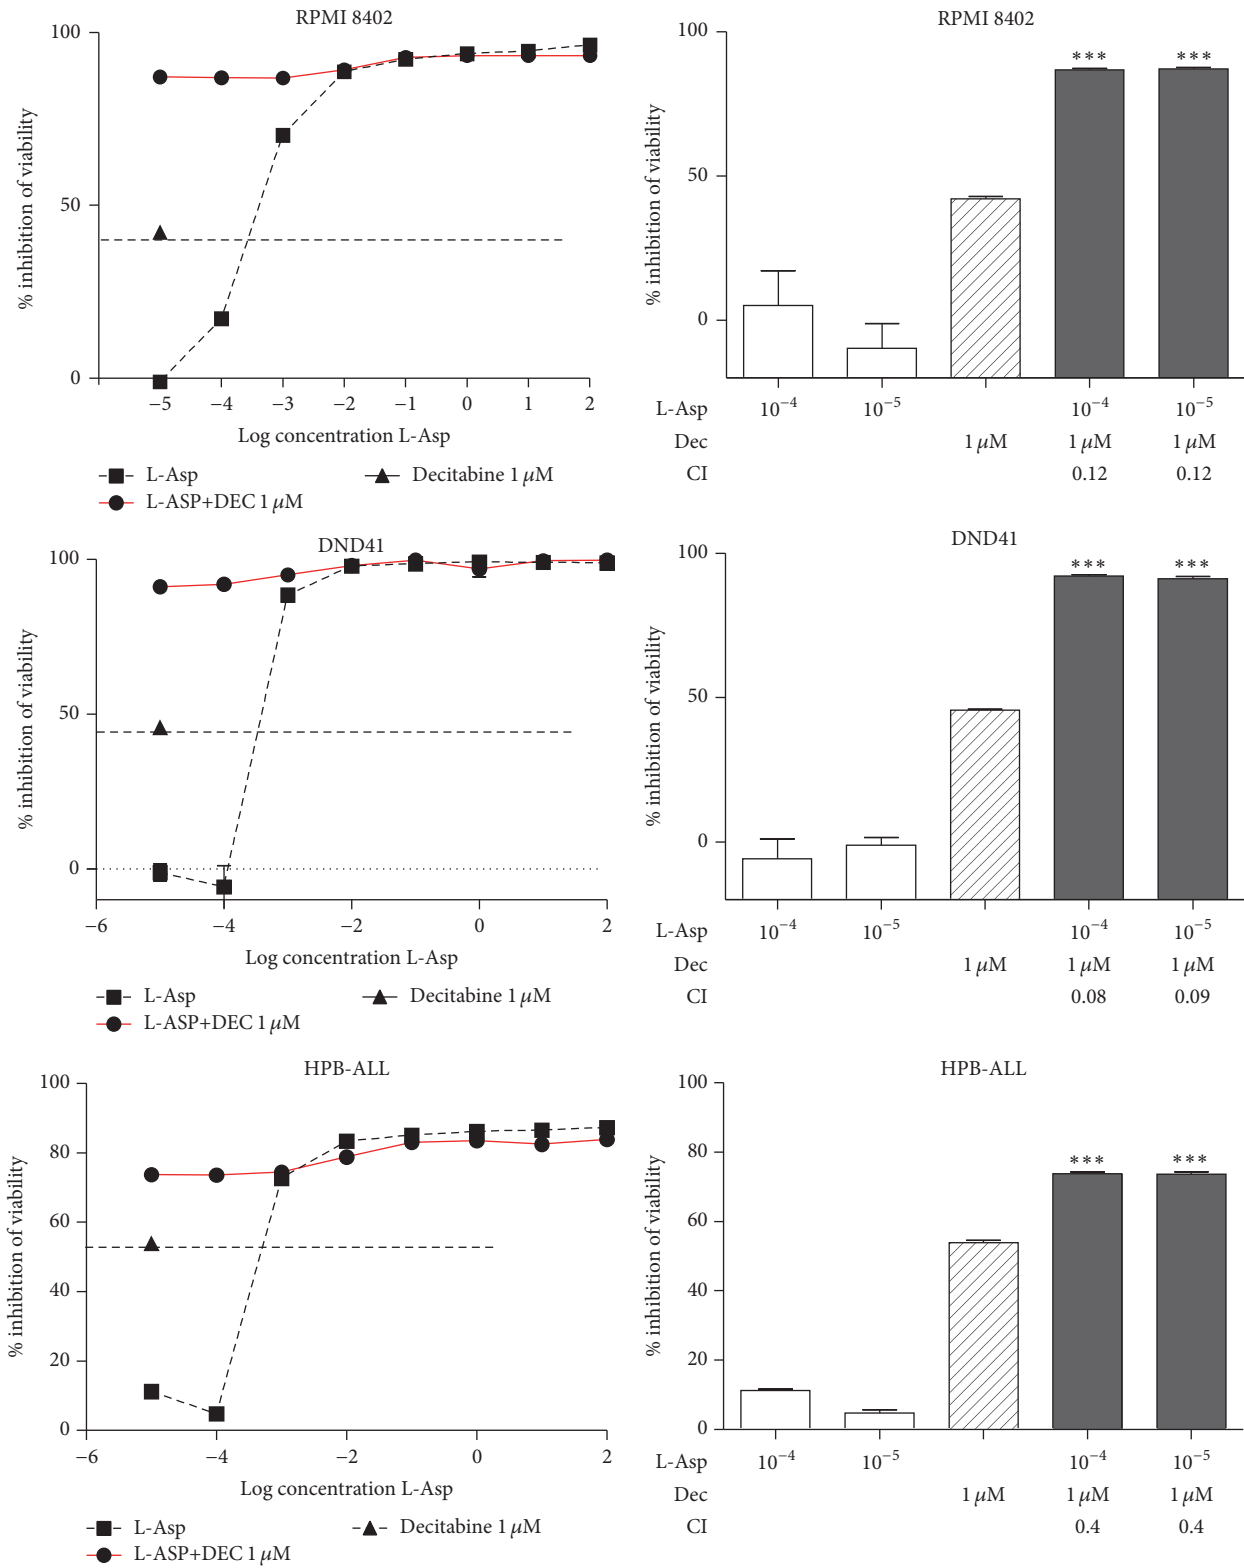 RPMI 8402
100
50
0
% inhibition of viability
−5 −4 −3 −2 −1 0 1 2
Log concentration L-Asp
L-Asp
Decitabine 1 μM
L-ASP+DEC 1 μM
RPMI 8402
100
50
0
% inhibition of viability
*** ***
L-Asp 10−4 10−5 10−4 10−5
Dec 1 μM 1 μM 1 μM
CI 0.12 0.12
DND41
100
50
0
% inhibition of viability
−6 −4 −2 0 2
Log concentration L-Asp
L-Asp
Decitabine 1 μM
L-ASP+DEC 1 μM
DND41
100
50
0
% inhibition of viability
*** ***
L-Asp 10−4 10−5 10−4 10−5
Dec 1 μM 1 μM 1 μM
CI 0.08 0.09
HPB-ALL
100
80
60
40
20
0
% inhibition of viability
−6 −4 −2 0 2
Log concentration L-Asp
L-Asp
Decitabine 1 μM
L-ASP+DEC 1 μM
HPB-ALL
100
80
60
40
20
0
% inhibition of viability
*** ***
L-Asp 10−4 10−5 10−4 10−5
Dec 1 μM 1 μM 1 μM
CI 0.4 0.4